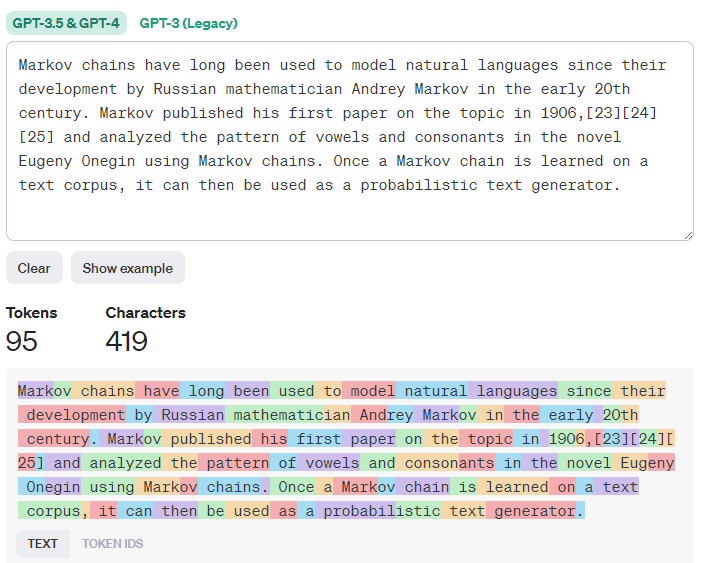 GPT-3.5 & GPT-4 GPT-3 (Legacy)
Markov chains have long been used to model natural languages since their
development by Russian mathematician Andrey Markov in the early 20th
century. Markov published his first paper on the topic in 1906,[23][24]
[25] and analyzed the pattern of vowels and consonants in the novel
Eugeny Onegin using Markov chains. Once a Markov chain is learned on a
text corpus, it can then be used as a probabilistic text generator.
Clear Show example
Tokens Characters
95 419
Markov chains have long been used to model natural languages since their
development by Russian mathematician Andrey Markov in the early 20th
century. Markov published his first paper on the topic in 1906,[23][24][
25] and analyzed the pattern of vowels and consonants in the novel Eugeny
Onegin using Markov chains. Once a Markov chain is learned on a text
corpus, it can then be used as a probabilistic text generator.
TEXT TOKEN IDS